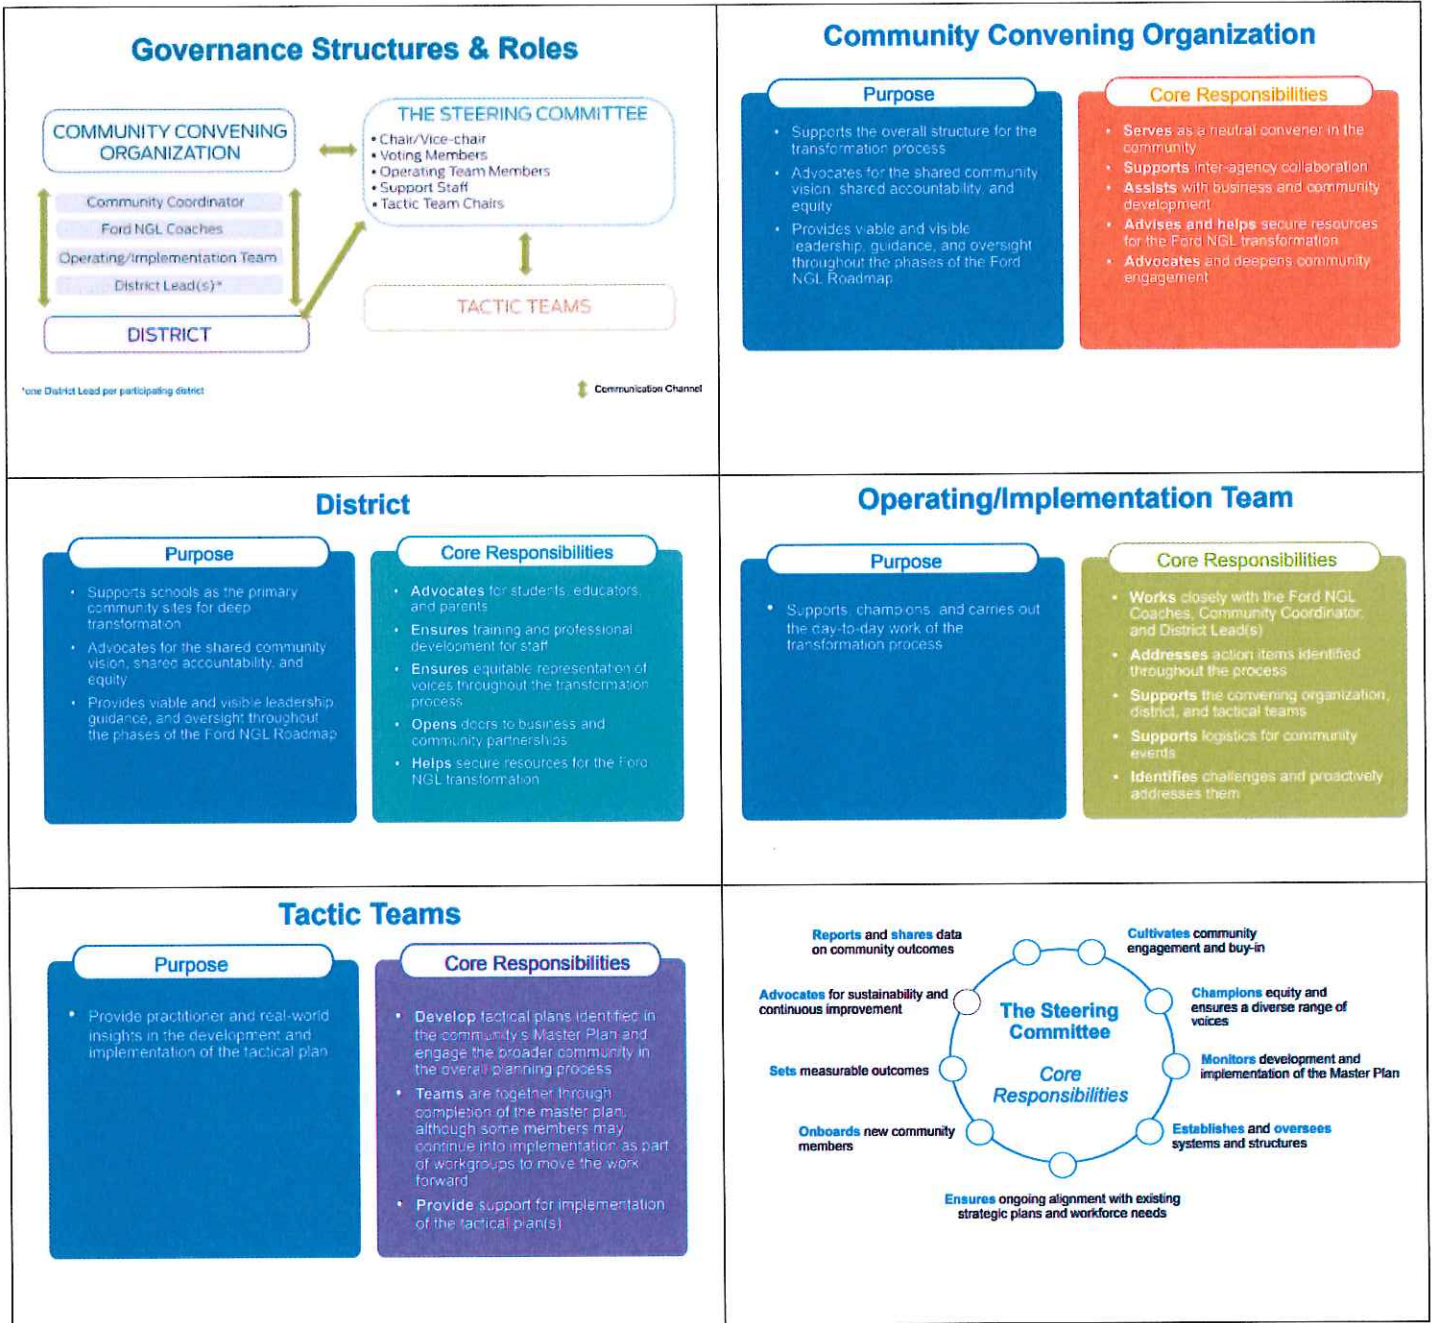 Governance Structures & Roles
COMMUNITY CONVENING
ORGANIZATION
Community Coordinator
Ford NGL Coaches
Operating/Implementation Team
District Lead(s)*
DISTRICT
THE STEERING COMMITTEE
• Chair/Vice-chair
• Voting Members
• Operating Team Members
• Support Staff
• Tactic Team Chairs
TACTIC TEAMS
*one District Lead per participating district
Communication Channel
Community Convening Organization
Purpose
• Supports the overall structure for the
transformation process
• Advocates for the shared community
vision, shared accountability, and
equity
• Provides viable and visible
leadership, guidance, and oversight
throughout the phases of the Ford
NGL Roadmap
Core Responsibilities
• Serves as a neutral convener in the
community
• Supports inter-agency collaboration
• Assists with business and community
development
• Advises and helps secure resources
for the Ford NGL transformation
• Advocates and deepens community
engagement
District
Purpose
• Supports schools as the primary
community sites for deep
transformation
• Advocates for the shared community
vision, shared accountability, and
equity
• Provides viable and visible leadership
guidance, and oversight throughout
the phases of the Ford NGL Roadmap
Core Responsibilities
• Advocates for students, educators,
and parents
• Ensures training and professional
development for staff
• Ensures equitable representation of
voices throughout the transformation
process
• Opens doors to business and
community partnerships
• Helps secure resources for the Ford
NGL transformation
Operating/Implementation Team
Purpose
• Supports, champions, and carries out
the day-to-day work of the
transformation process
Core Responsibilities
• Works closely with the Ford NGL
Coaches, Community Coordinator,
and District Lead(s)
• Addresses action items identified
throughout the process
• Supports the convening organization,
district, and tactical teams
• Supports logistics for community
events
• Identifies challenges and proactively
addresses them
Tactic Teams
Purpose
• Provide practitioner and real-world
insights in the development and
implementation of the tactical plan
Core Responsibilities
• Develop tactical plans identified in
the community's Master Plan and
engage the broader community in
the overall planning process
• Teams are together through
completion of the master plan,
although some members may
continue into implementation as part
of workgroups to move the work
forward
• Provide support for implementation
of the tactical plan(s)
The Steering
Committee
Core
Responsibilities
Cultivates community
engagement and buy-in
Champions equity and
ensures a diverse range of
voices
Monitors development and
implementation of the Master Plan
Establishes and oversees
systems and structures
Ensures ongoing alignment with existing
strategic plans and workforce needs
Onboards new community
members
Sets measurable outcomes
Advocates for sustainability and
continuous improvement
Reports and shares data
on community outcomes